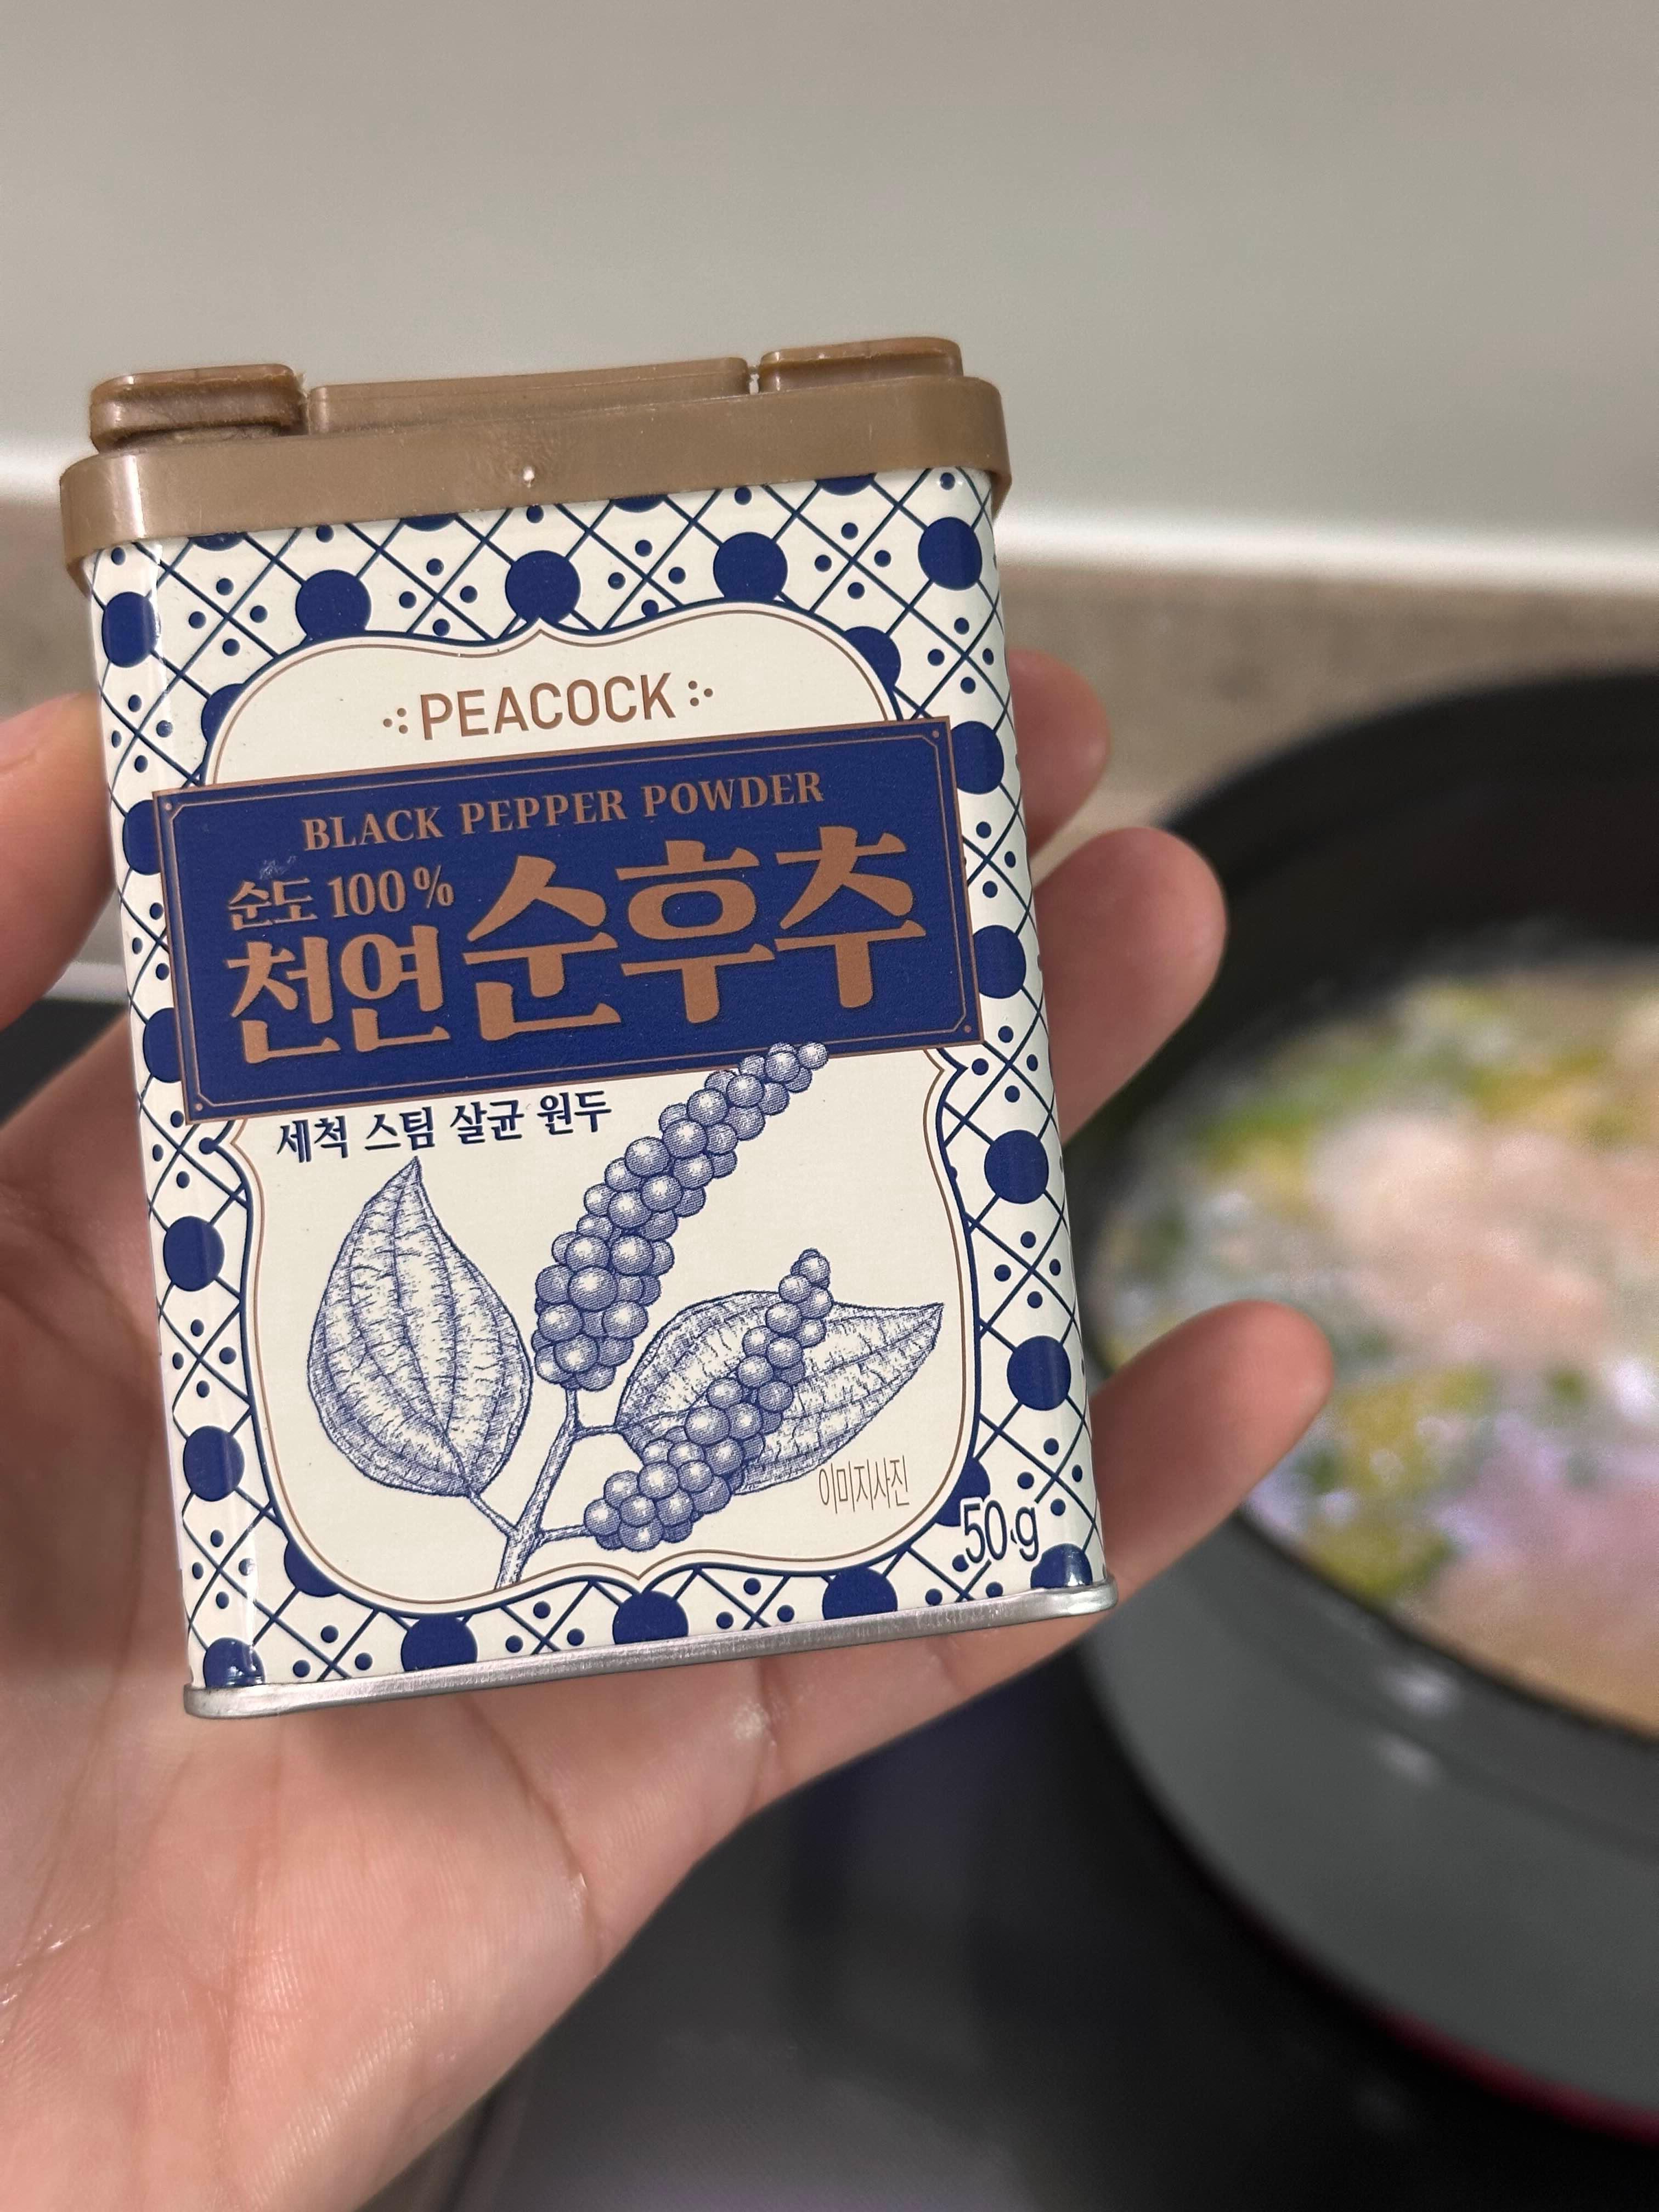 PEACOCK
BLACK PEPPER POWDER
순도 100%
천연 순후추
세척 스팀 살균 원두
이미지사진
50g